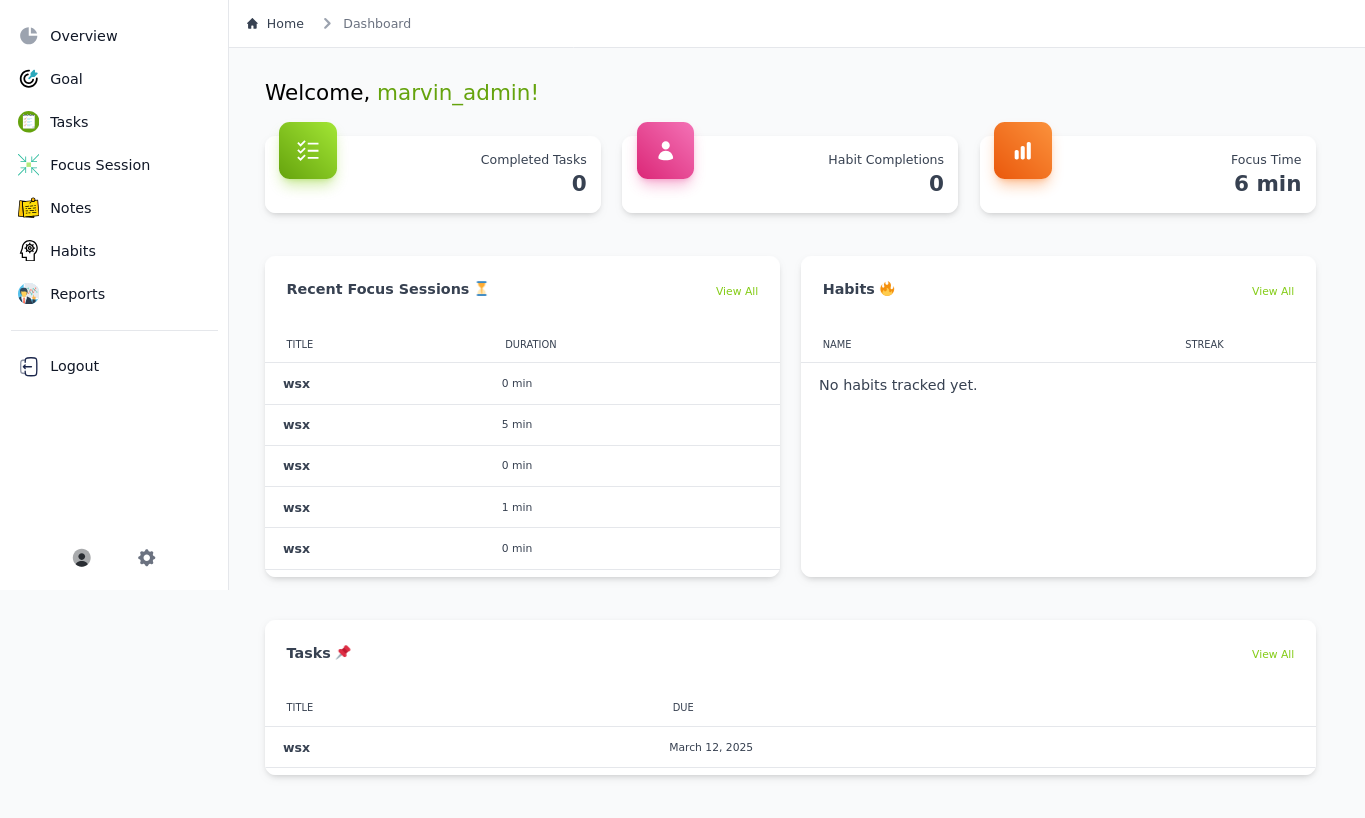 Overview
Goal
Tasks
Focus Session
Notes
Habits
Reports
Logout
Home Dashboard
Welcome, marvin_admin!
Completed Tasks
0
Habit Completions
0
Focus Time
6 min
Recent Focus Sessions ⏳ View All
TITLE DURATION
wsx 0 min
wsx 5 min
wsx 0 min
wsx 1 min
wsx 0 min
Habits 🔥 View All
NAME STREAK
No habits tracked yet.
Tasks 📌 View All
TITLE DUE
wsx March 12, 2025